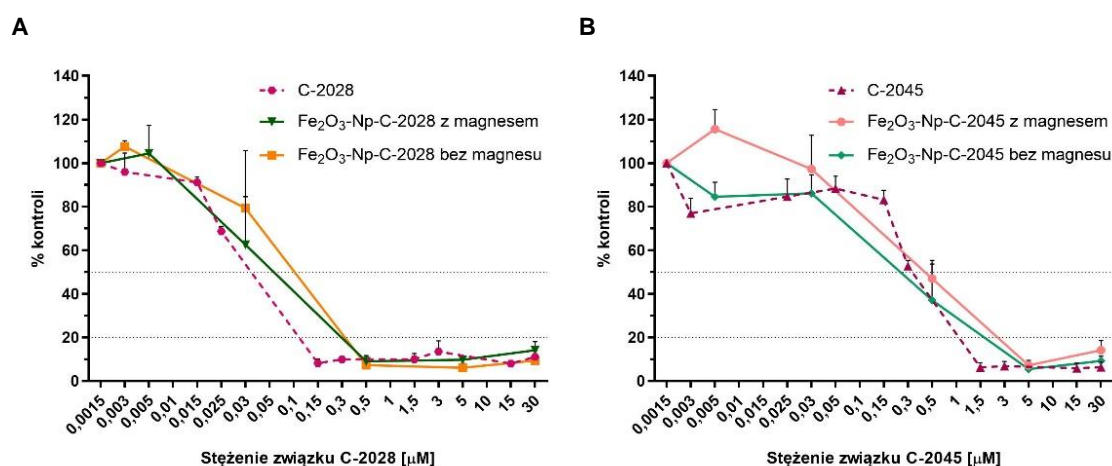 A
B
140
120
100
80
60
40
20
0
% kontroli
C-2028
Fe₂O₃-Np-C-2028 z magnesem
Fe₂O₃-Np-C-2028 bez magnesu
0,0015 0,003 0,005 0,01 0,15 0,025 0,03 0,05 0,1 0,15 0,3 0,5 1 1,5 3 5 10 15 30
Stężenie związku C-2028 [µM]
140
120
100
80
60
40
20
0
% kontroli
C-2045
Fe₂O₃-Np-C-2045 z magnesem
Fe₂O₃-Np-C-2045 bez magnesu
0,0015 0,003 0,005 0,01 0,15 0,025 0,03 0,05 0,1 0,15 0,3 0,5 1 1,5 3 5 10 15 30
Stężenie związku C-2045 [µM]